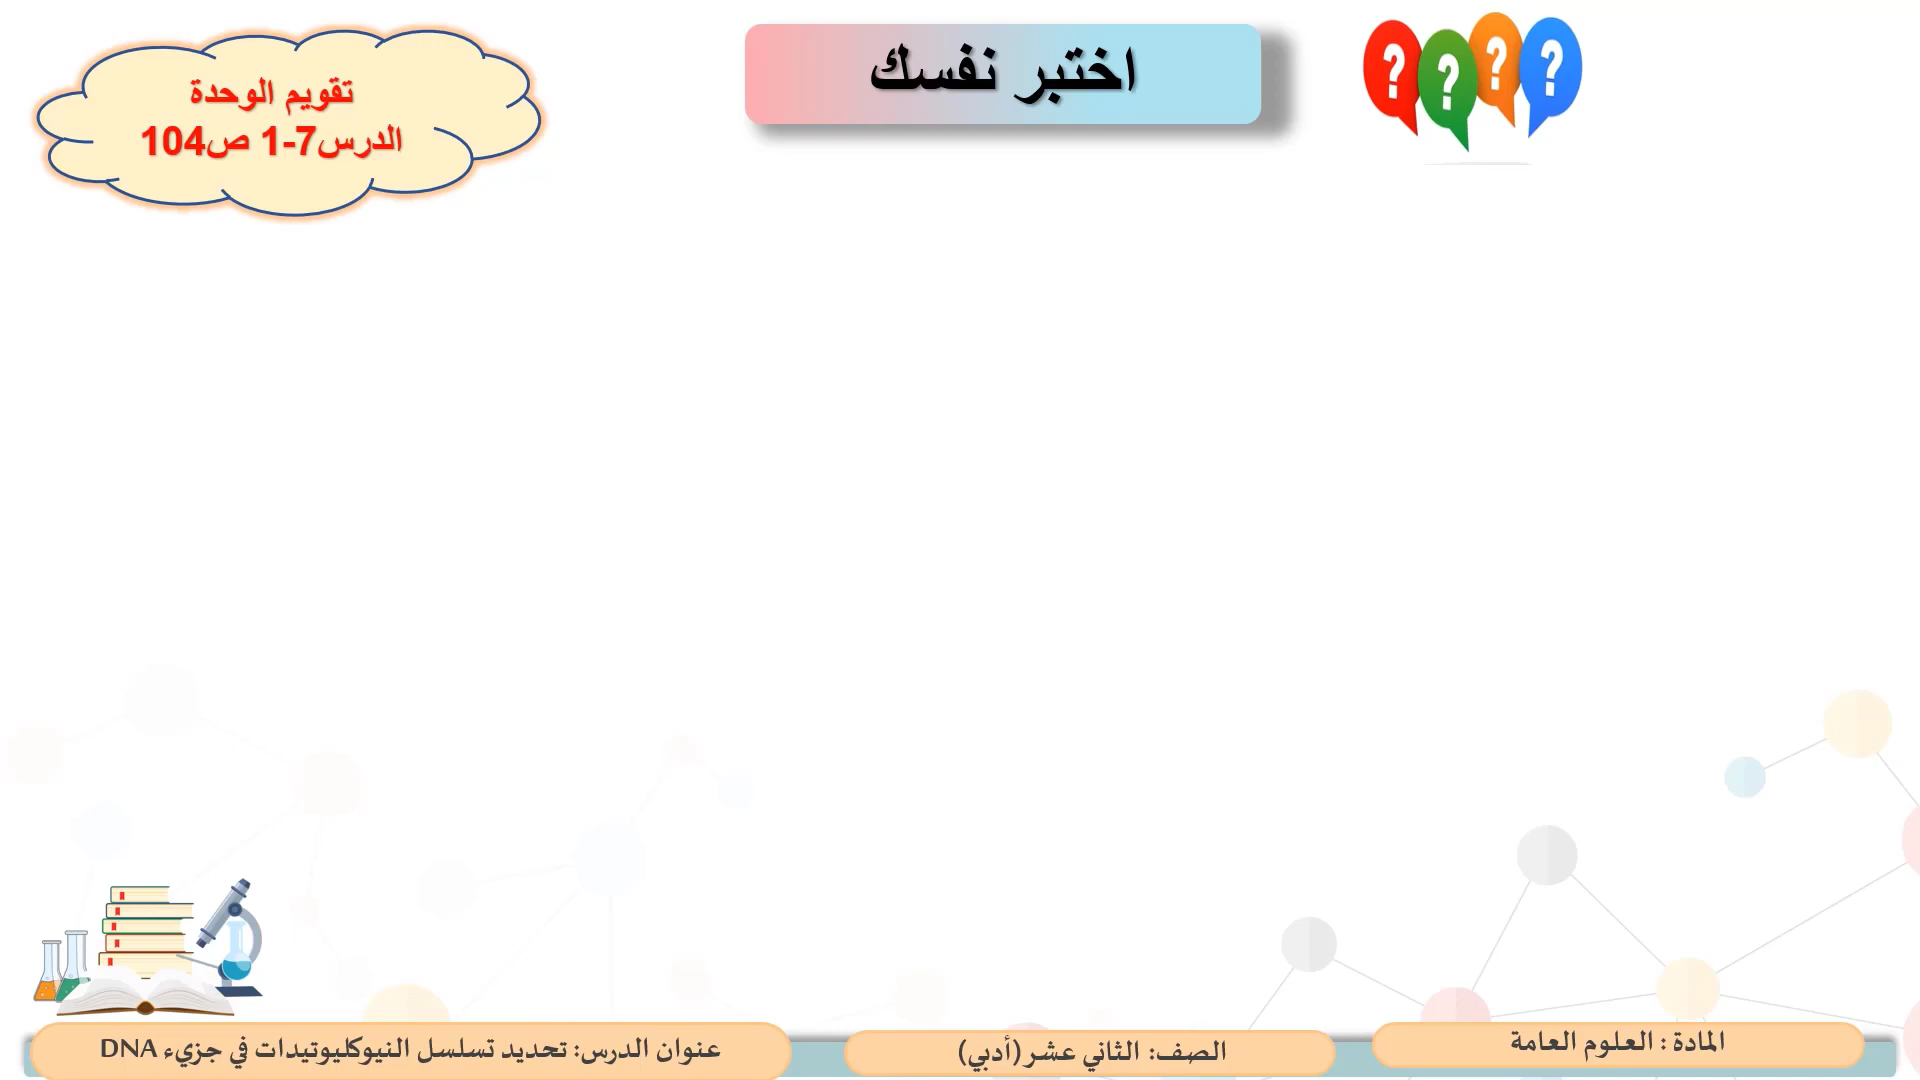 اختبر نفسك
تقويم الوحدة
الدرس7-1 ص104
المادة : العلوم العامة
الصف: الثاني عشر (أدبي)
عنوان الدرس: تحديد تسلسل النيوكليوتيدات في جزيء DNA